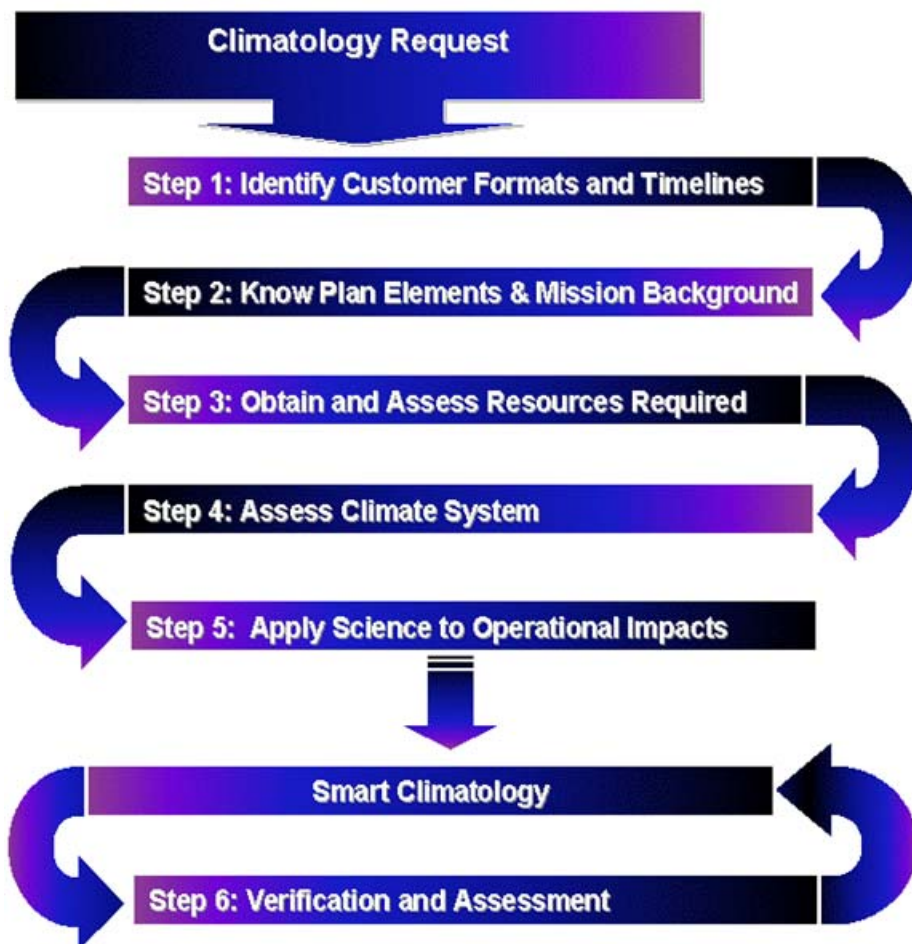 Climatology Request
Step 1: Identify Customer Formats and Timelines
Step 2: Know Plan Elements & Mission Background
Step 3: Obtain and Assess Resources Required
Step 4: Assess Climate System
Step 5: Apply Science to Operational Impacts
Smart Climatology
Step 6: Verification and Assessment